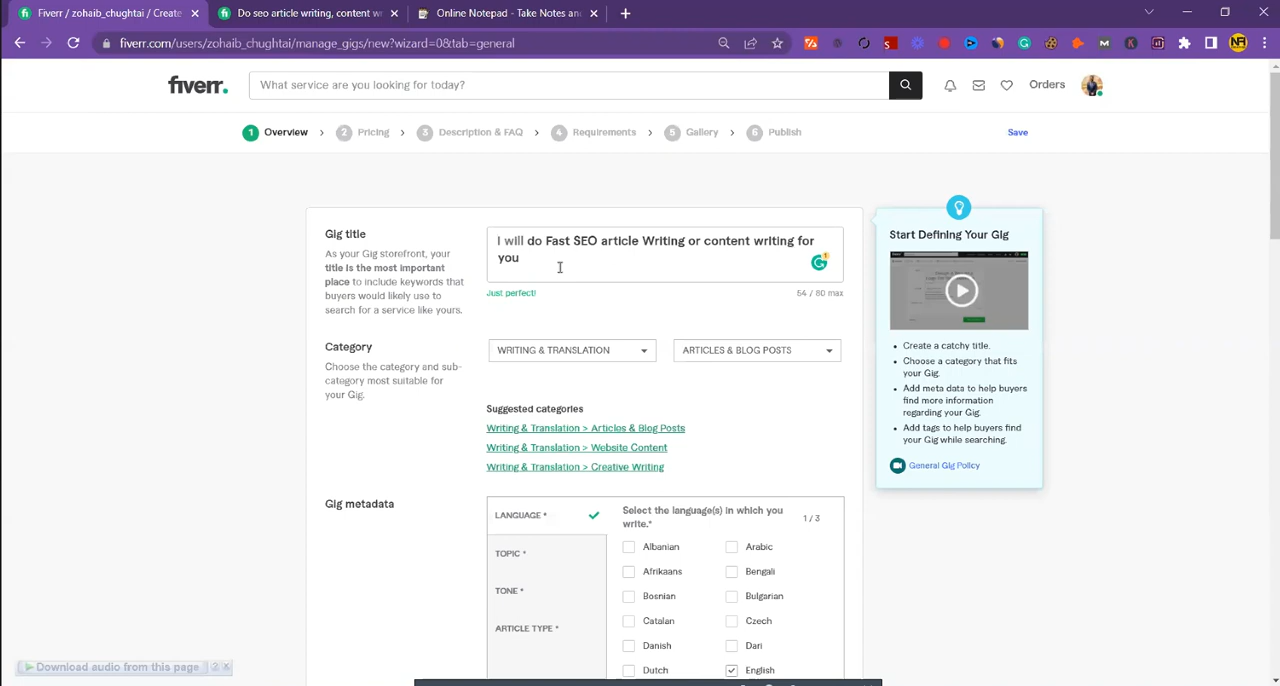 Fiverr / zohaib_chughtai / Create
Do seo article writing, content wr
Online Notepad - Take Notes an
fiverr.com/users/zohaib_chughtai/manage_gigs/new?wizard=0&tab=general
fiverr.
What service are you looking for today?
Orders
1 Overview
2 Pricing
3 Description & FAQ
4 Requirements
5 Gallery
6 Publish
Save
Gig title
As your Gig storefront, your
title is the most important
place to include keywords that
buyers would likely use to
search for a service like yours.
I will do Fast SEO article Writing or content writing for
you
Just perfect!
54 / 80 max
Category
Choose the category and sub-
category most suitable for
your Gig.
WRITING & TRANSLATION
ARTICLES & BLOG POSTS
Suggested categories
Writing & Translation > Articles & Blog Posts
Writing & Translation > Website Content
Writing & Translation > Creative Writing
Gig metadata
LANGUAGE *
TOPIC *
TONE *
ARTICLE TYPE *
Select the language(s) in which you
write.*
1 / 3
Albanian
Arabic
Afrikaans
Bengali
Bosnian
Bulgarian
Catalan
Czech
Danish
Dari
Dutch
English
Start Defining Your Gig
Create a catchy title.
Choose a category that fits
your Gig.
Add meta data to help buyers
find more information
regarding your Gig.
Add tags to help buyers find
your Gig while searching.
General Gig Policy
Download audio from this page ? x